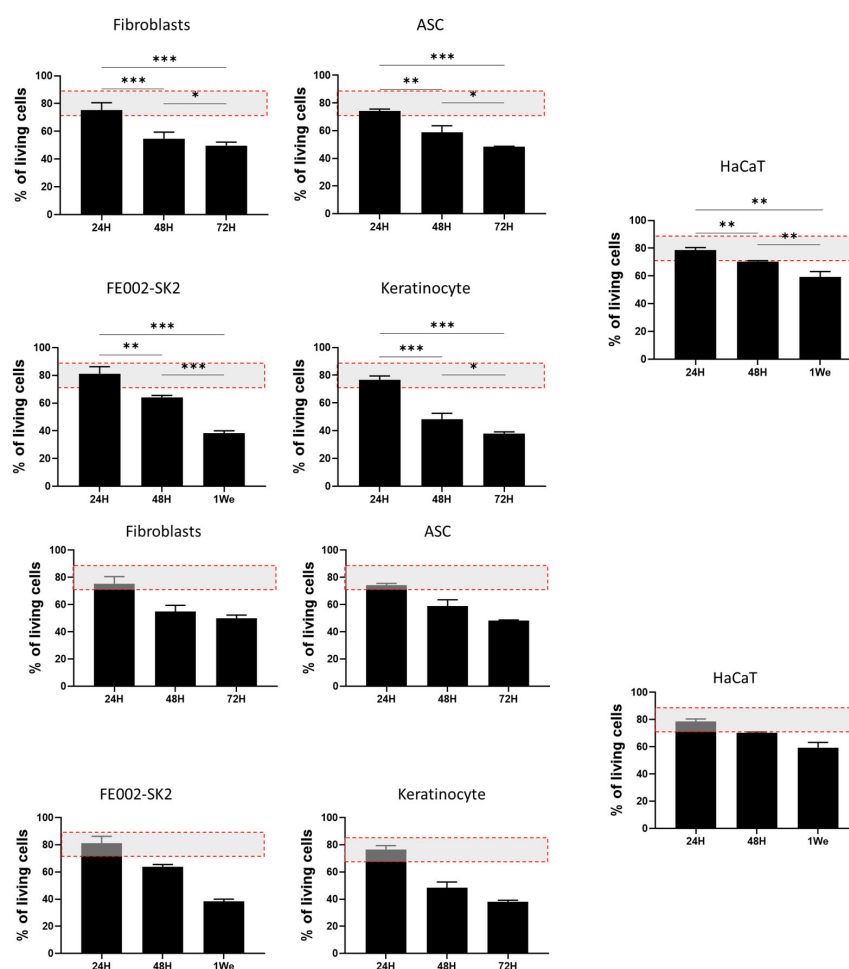 Fibroblasts
% of living cells
100
80
60
40
20
0
***
***
*
24H 48H 72H
ASC
% of living cells
100
80
60
40
20
0
***
**
*
24H 48H 72H
HaCaT
% of living cells
100
80
60
40
20
0
**
**
**
24H 48H 1We
FE002-SK2
% of living cells
100
80
60
40
20
0
***
**
***
24H 48H 1We
Keratinocyte
% of living cells
100
80
60
40
20
0
***
***
*
24H 48H 72H
Fibroblasts
% of living cells
100
80
60
40
20
0
24H 48H 72H
ASC
% of living cells
100
80
60
40
20
0
24H 48H 72H
HaCaT
% of living cells
100
80
60
40
20
0
24H 48H 1We
FE002-SK2
% of living cells
100
80
60
40
20
0
24H 48H 1We
Keratinocyte
% of living cells
100
80
60
40
20
0
24H 48H 72H